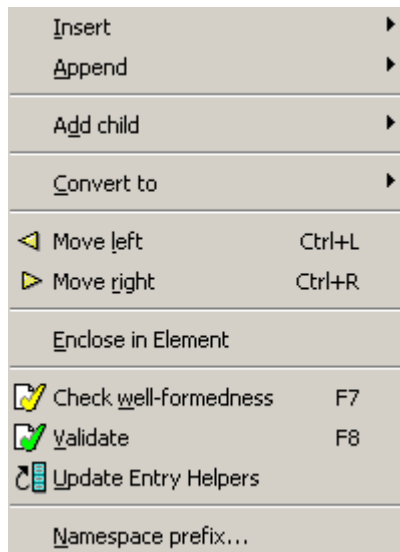 Insert
Append
Add child
Convert to
Move left Ctrl+L
Move right Ctrl+R
Enclose in Element
Check well-formedness F7
Validate F8
Update Entry Helpers
Namespace prefix...